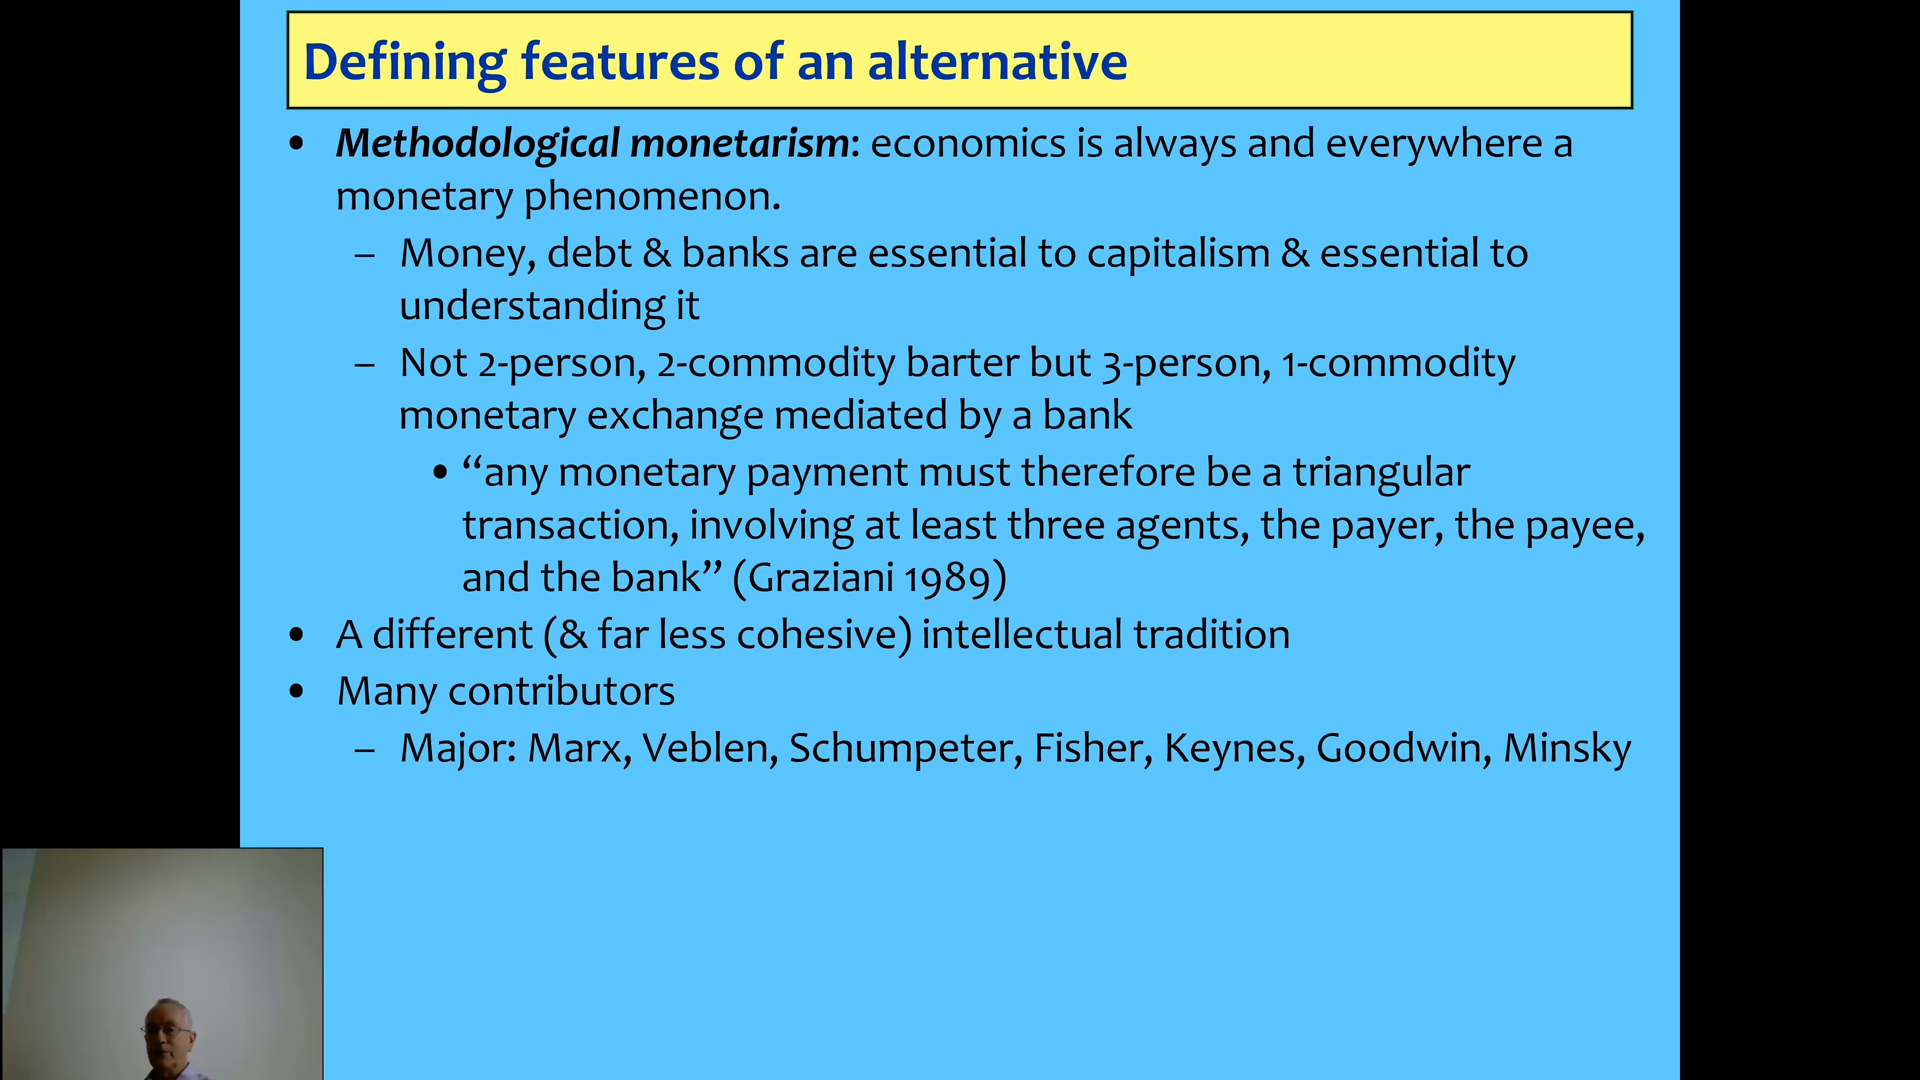 Defining features of an alternative
• Methodological monetarism: economics is always and everywhere a
monetary phenomenon.
– Money, debt & banks are essential to capitalism & essential to
understanding it
– Not 2-person, 2-commodity barter but 3-person, 1-commodity
monetary exchange mediated by a bank
• “any monetary payment must therefore be a triangular
transaction, involving at least three agents, the payer, the payee,
and the bank” (Graziani 1989)
• A different (& far less cohesive) intellectual tradition
• Many contributors
– Major: Marx, Veblen, Schumpeter, Fisher, Keynes, Goodwin, Minsky